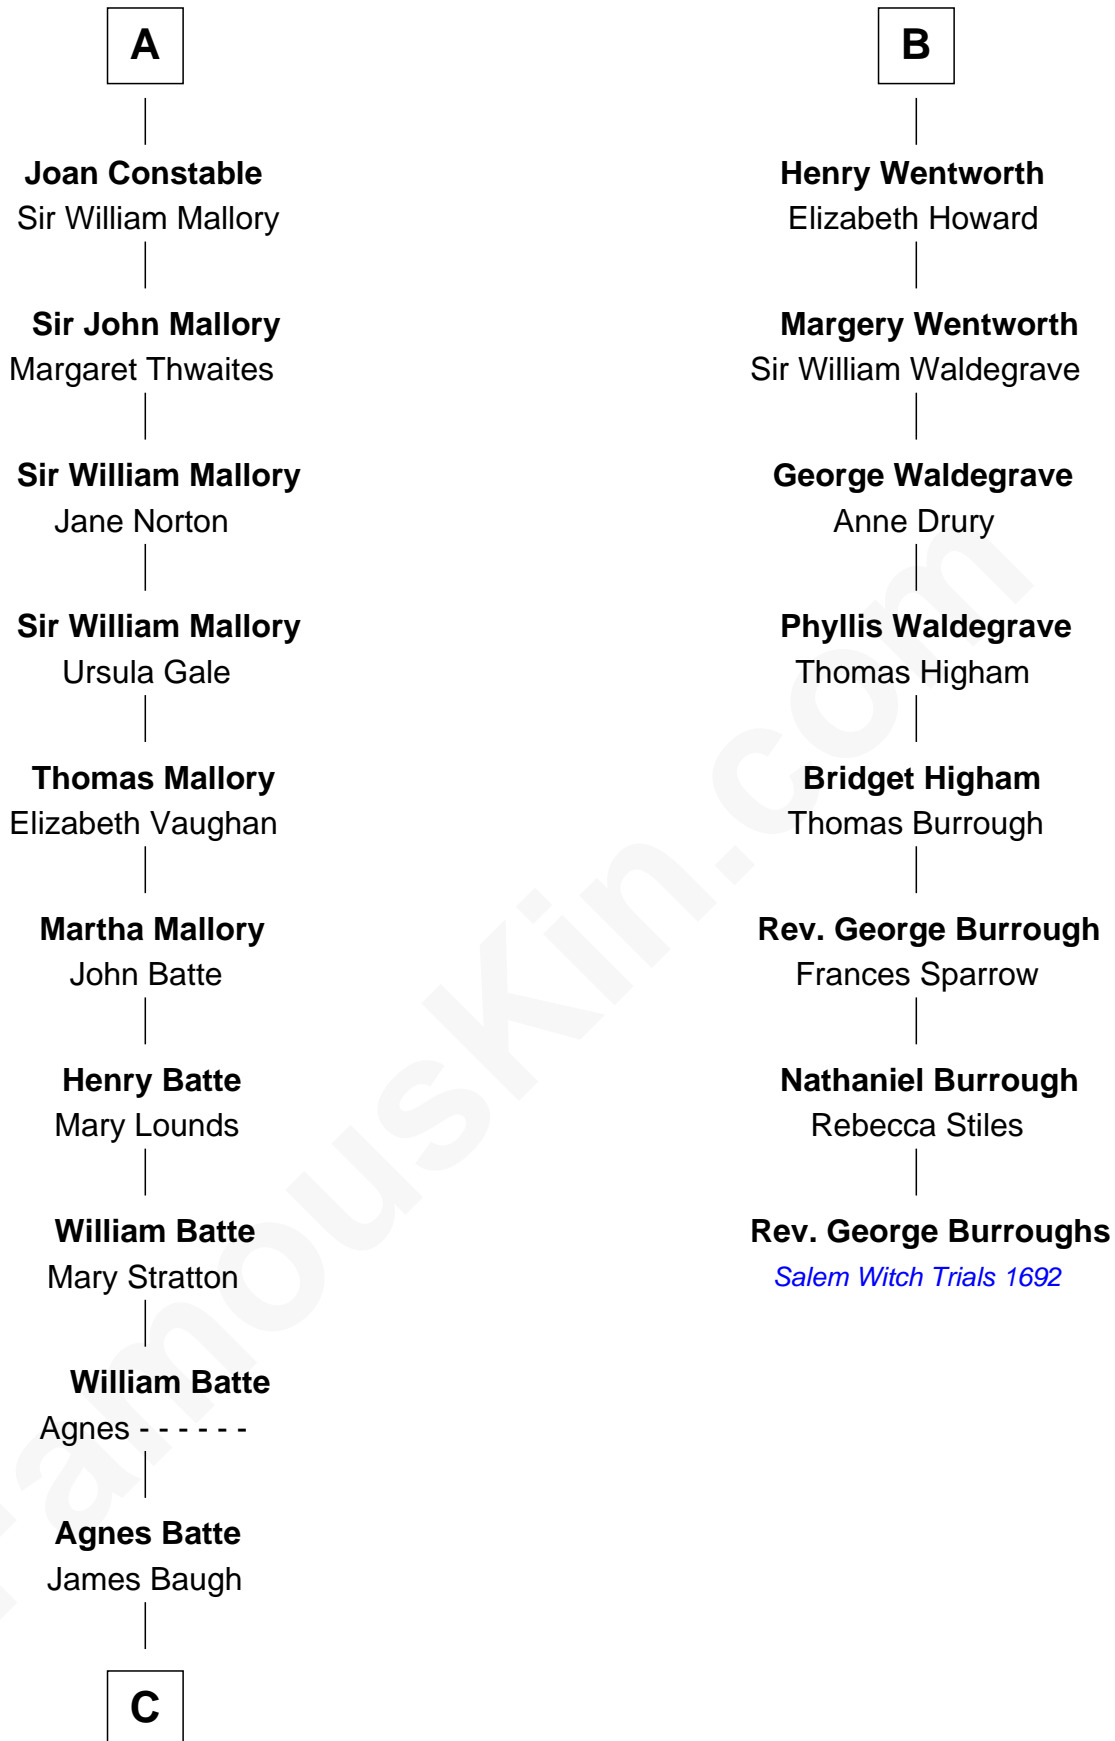 A
Joan Constable
Sir William Mallory
Sir John Mallory
Margaret Thwaites
Sir William Mallory
Jane Norton
Sir William Mallory
Ursula Gale
Thomas Mallory
Elizabeth Vaughan
Martha Mallory
John Batte
Henry Batte
Mary Lounds
William Batte
Mary Stratton
William Batte
Agnes - - - - - -
Agnes Batte
James Baugh
C
B
Henry Wentworth
Elizabeth Howard
Margery Wentworth
Sir William Waldegrave
George Waldegrave
Anne Drury
Phyllis Waldegrave
Thomas Higham
Bridget Higham
Thomas Burrough
Rev. George Burrough
Frances Sparrow
Nathaniel Burrough
Rebecca Stiles
Rev. George Burroughs
Salem Witch Trials 1692
FamousKin.com